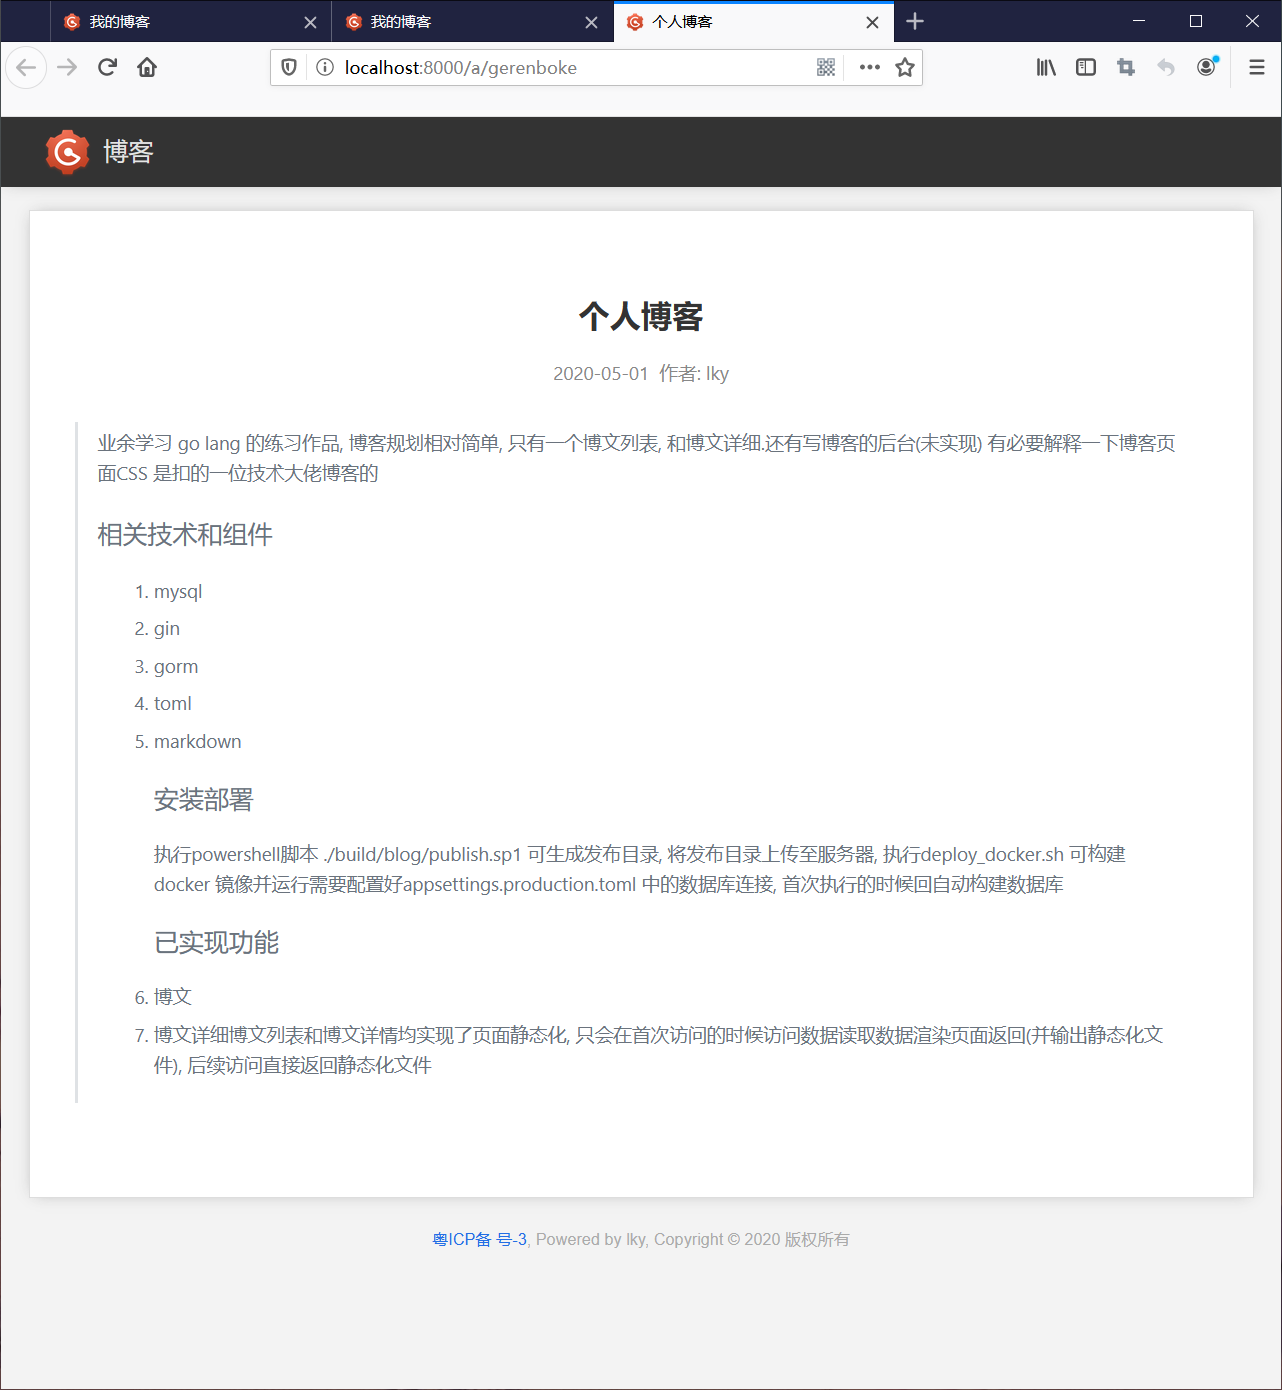 我的博客
我的博客
个人博客
localhost:8000/a/gerenboke
博客
个人博客
2020-05-01 作者: lky
业余学习 go lang 的练习作品, 博客规划相对简单, 只有一个博文列表, 和博文详细.还有写博客的后台(未实现) 有必要解释一下博客页
面CSS 是扣的一位技术大佬博客的
相关技术和组件
1. mysql
2. gin
3. gorm
4. toml
5. markdown
安装部署
执行powershell脚本 ./build/blog/publish.sp1 可生成发布目录, 将发布目录上传至服务器, 执行deploy_docker.sh 可构建
docker 镜像并运行需要配置好appsettings.production.toml 中的数据库连接, 首次执行的时候回自动构建数据库
已实现功能
6. 博文
7. 博文详细博文列表和博文详情均实现了页面静态化, 只会在首次访问的时候访问数据读取数据渲染页面返回(并输出静态化文
件), 后续访问直接返回静态化文件
粤ICP备 号-3, Powered by lky, Copyright © 2020 版权所有